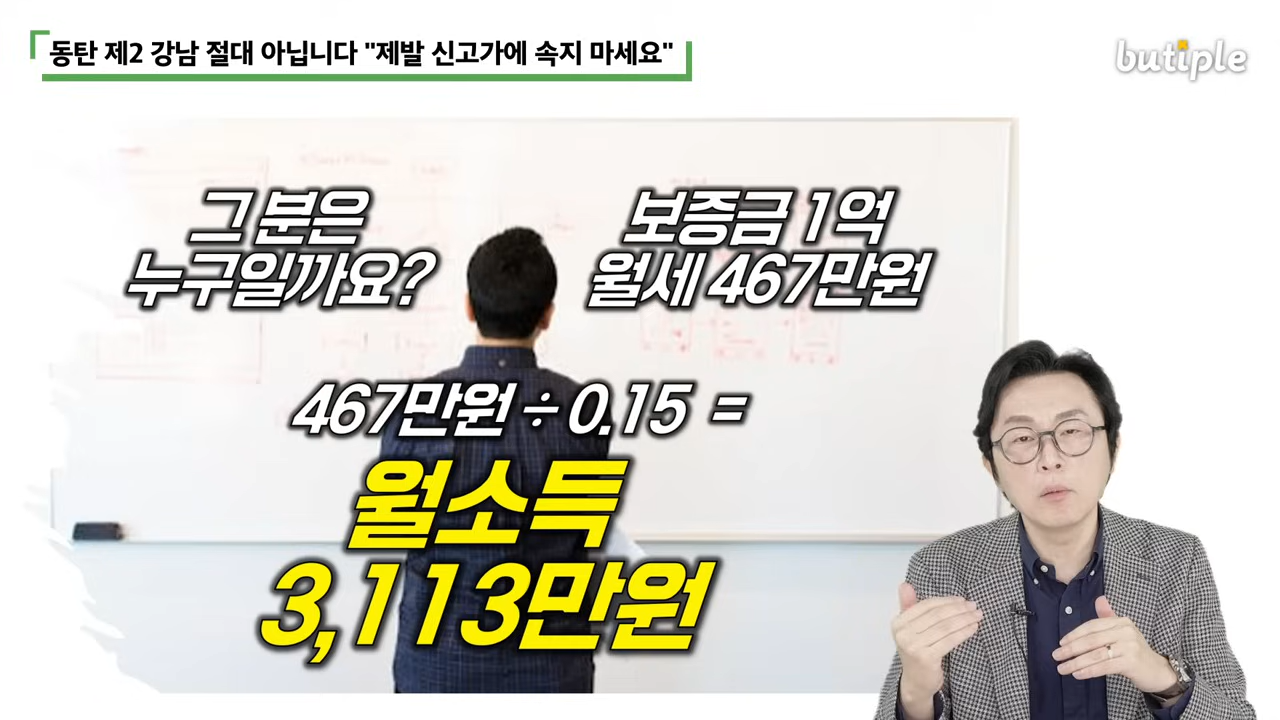 동탄 제2 강남 절대 아닙니다 "제발 신고가에 속지 마세요"
butiple
그 분은
누구일까요?
보증금 1억
월세 467만원
467만원 ÷ 0.15 =
월소득
3,113만원